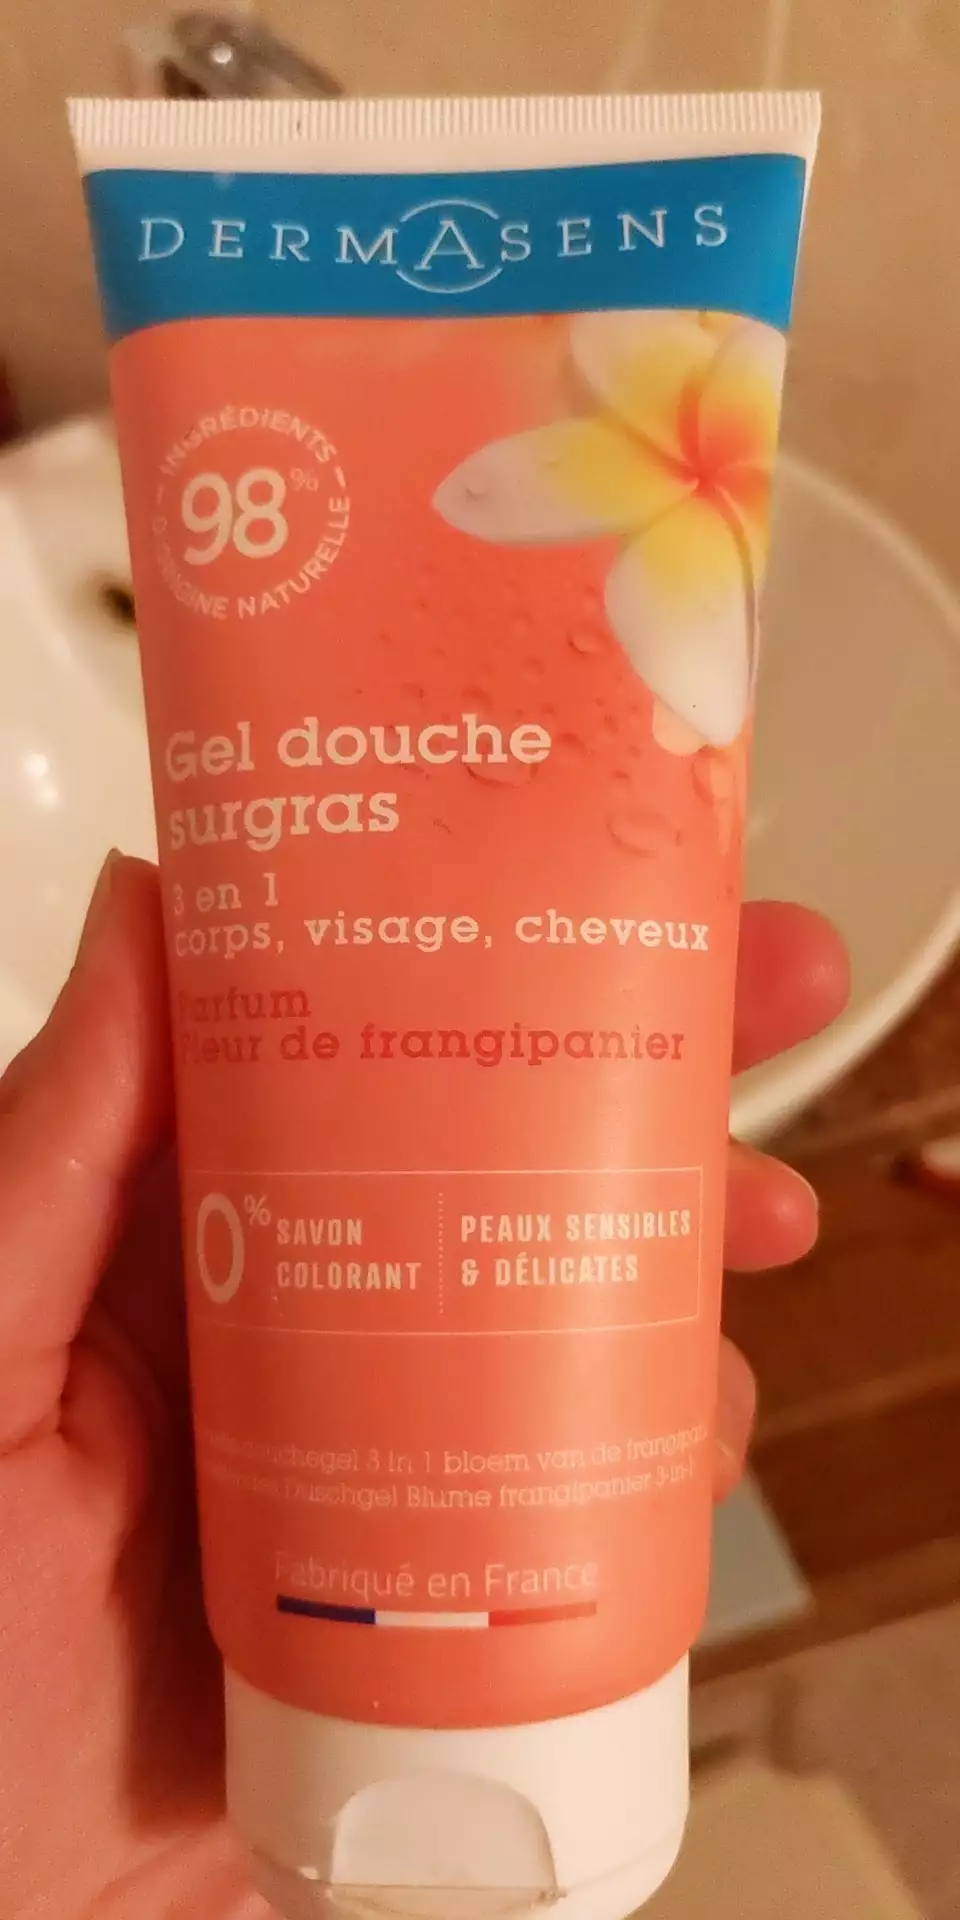 DERMASENS
INGRÉDIENTS
98%
D'ORIGINE NATURELLE
Gel douche
surgras
3 en 1
corps, visage, cheveux
Parfum
Fleur de frangipanier
0% SAVON
COLORANT
PEAUX SENSIBLES
& DÉLICATES
douchegel 3 in 1 bloem van de
Duschgel Blume frangipanier 3-in-1
Fabriqué en France